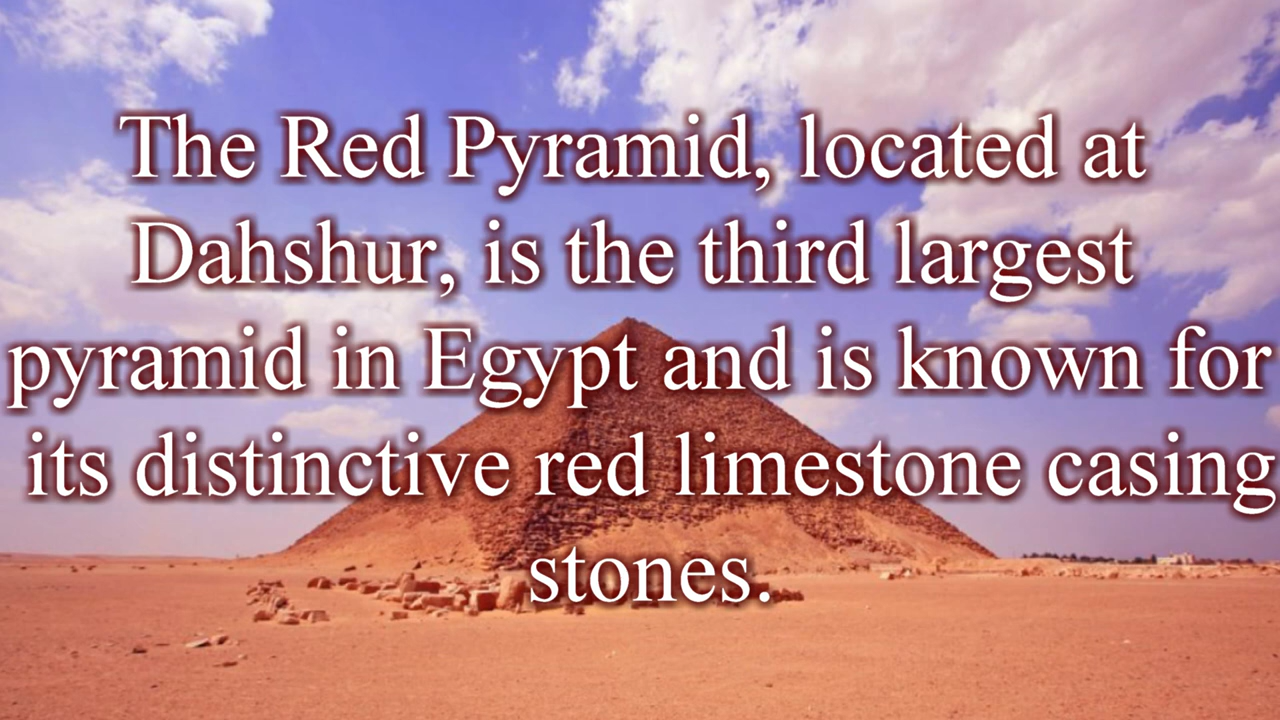 The Red Pyramid, located at
Dahshur, is the third largest
pyramid in Egypt and is known for
its distinctive red limestone casing
stones.